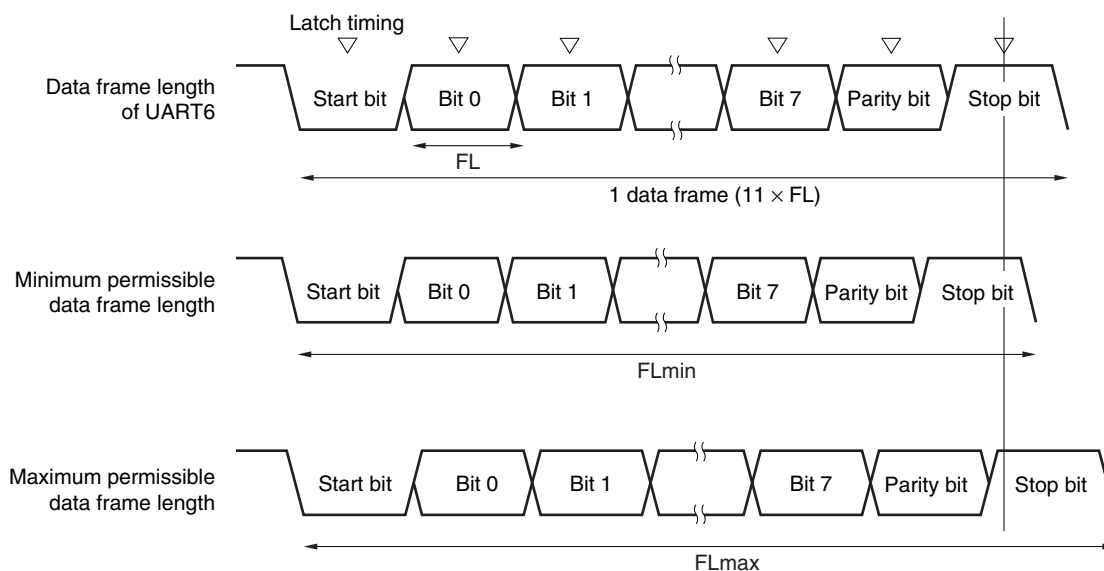 Latch timing
Data frame length
of UART6
Start bit
Bit 0
Bit 1
Bit 7
Parity bit
Stop bit
FL
1 data frame (11 × FL)
Minimum permissible
data frame length
Start bit
Bit 0
Bit 1
Bit 7
Parity bit
Stop bit
FLmin
Maximum permissible
data frame length
Start bit
Bit 0
Bit 1
Bit 7
Parity bit
Stop bit
FLmax